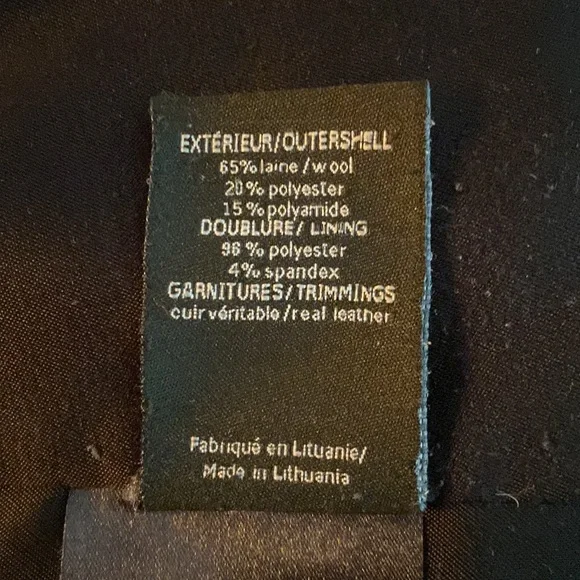 EXTÉRIEUR/OUTERSHELL
65% laine/wool
20% polyester
15% polyamide
DOUBLURE/ LINING
96% polyester
4% spandex
GARNITURES/TRIMMINGS
cuir véritable/real leather
Fabriqué en Lituanie/
Made in Lithuania